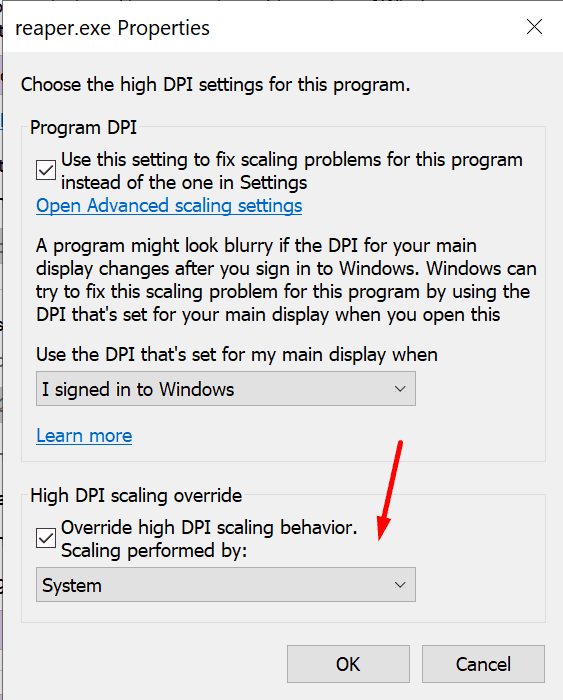 reaper.exe Properties
Choose the high DPI settings for this program.
Program DPI
Use this setting to fix scaling problems for this program
instead of the one in Settings
Open Advanced scaling settings
A program might look blurry if the DPI for your main
display changes after you sign in to Windows. Windows can
try to fix this scaling problem for this program by using the
DPI that's set for your main display when you open this
Use the DPI that's set for my main display when
I signed in to Windows
Learn more
High DPI scaling override
Override high DPI scaling behavior.
Scaling performed by:
System
OK
Cancel